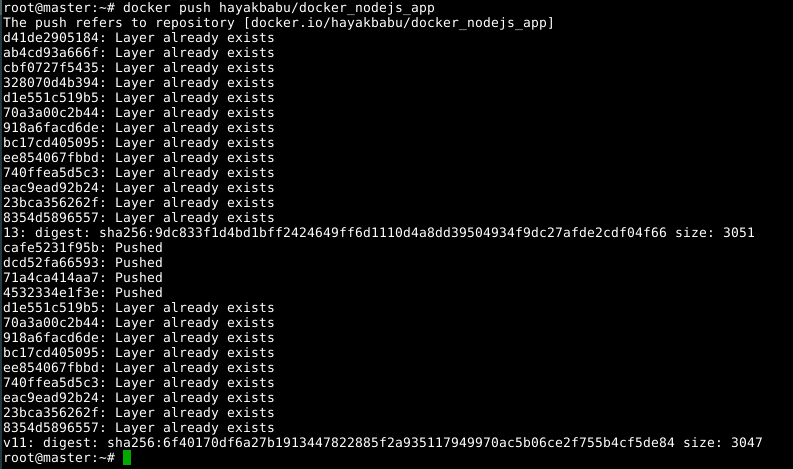 root@master:~# docker push hayakbabu/docker_nodejs_app
The push refers to repository [docker.io/hayakbabu/docker_nodejs_app]
d41de2905184: Layer already exists
ab4cd93a666f: Layer already exists
cbf0727f5435: Layer already exists
328070d4b394: Layer already exists
d1e551c519b5: Layer already exists
70a3a00c2b44: Layer already exists
918a6facd6de: Layer already exists
bc17cd405095: Layer already exists
ee854067fbbd: Layer already exists
740ffea5d5c3: Layer already exists
eac9ead92b24: Layer already exists
23bca356262f: Layer already exists
8354d5896557: Layer already exists
13: digest: sha256:9dc833f1d4bd1bff2424649ff6d1110d4a8dd39504934f9dc27afde2cdf04f66 size: 3051
cafe5231f95b: Pushed
dcd52fa66593: Pushed
71a4ca414aa7: Pushed
4532334e1f3e: Pushed
d1e551c519b5: Layer already exists
70a3a00c2b44: Layer already exists
918a6facd6de: Layer already exists
bc17cd405095: Layer already exists
ee854067fbbd: Layer already exists
740ffea5d5c3: Layer already exists
eac9ead92b24: Layer already exists
23bca356262f: Layer already exists
8354d5896557: Layer already exists
v11: digest: sha256:6f40170df6a27b1913447822885f2a935117949970ac5b06ce2f755b4cf5de84 size: 3047
root@master:~#